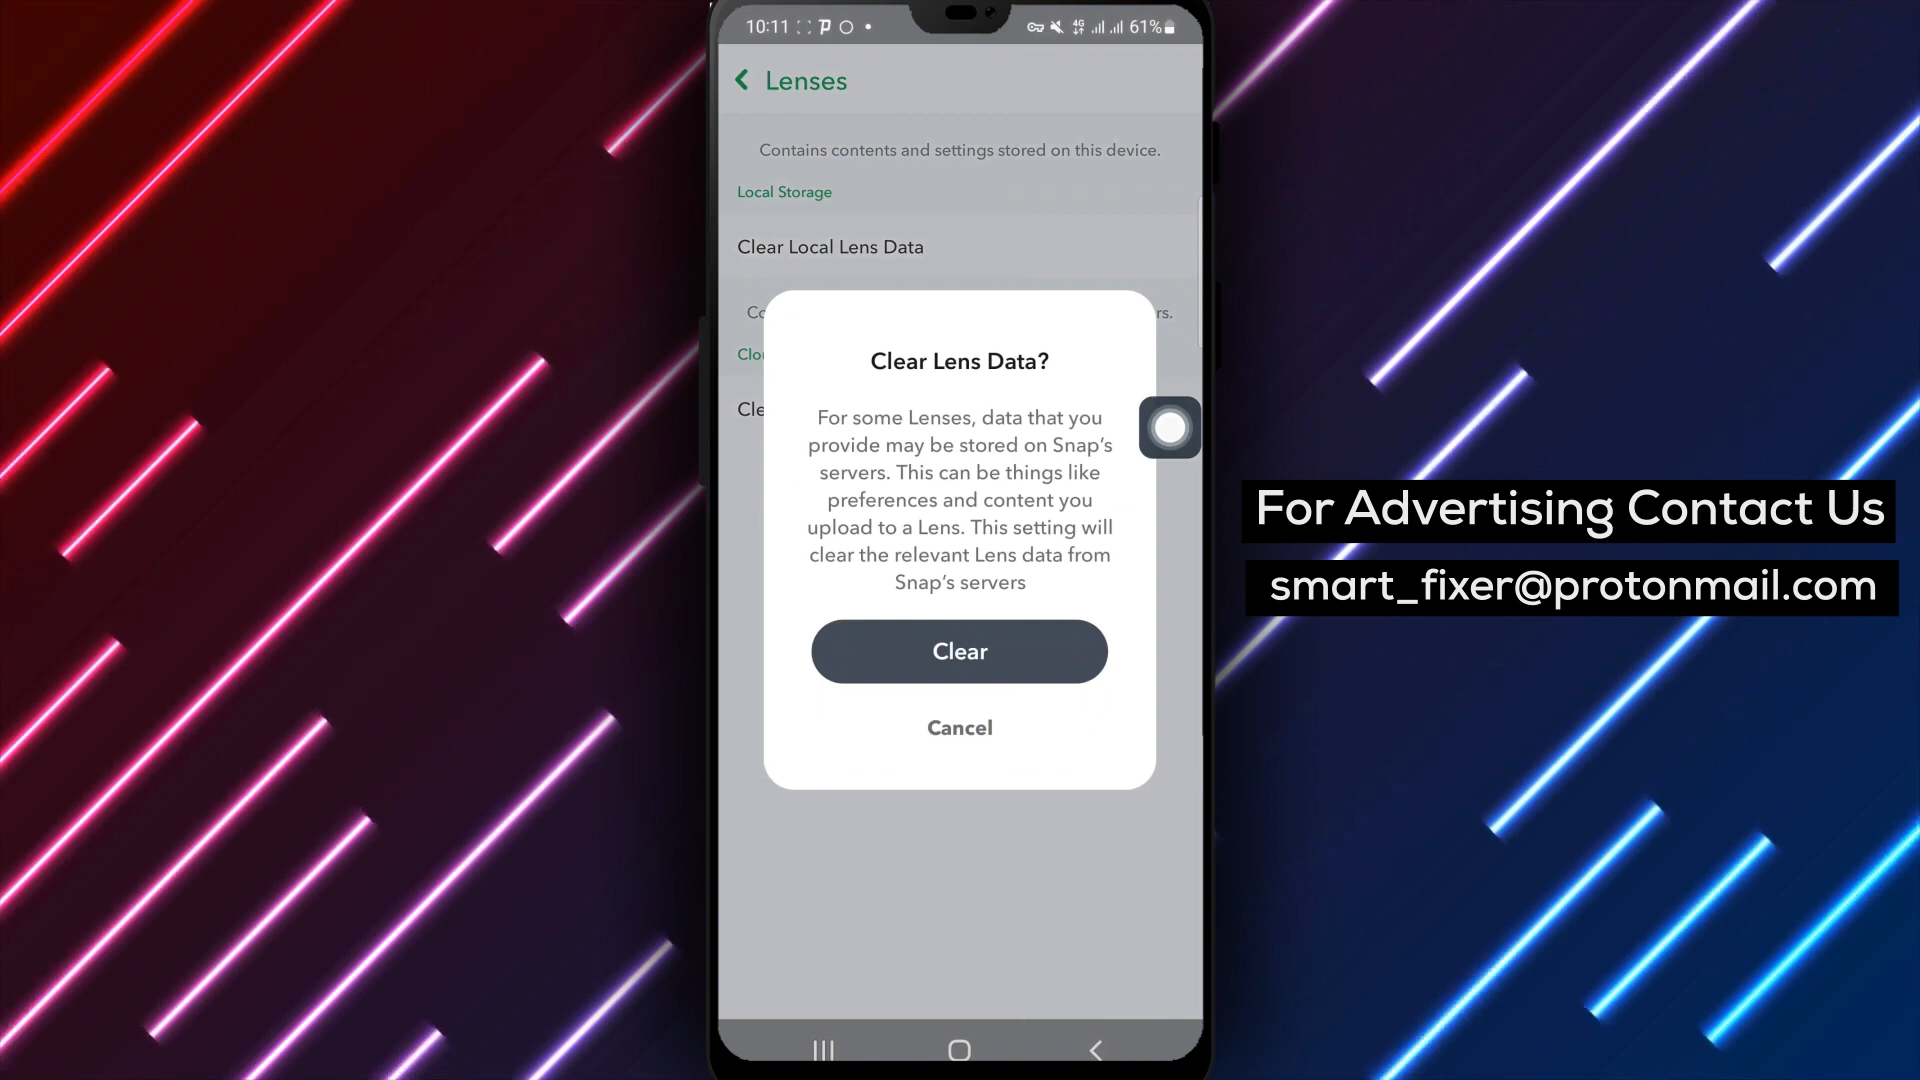 10:11
4G 61%
Lenses
Contains contents and settings stored on this device.
Local Storage
Clear Local Lens Data
rs.
Clear Lens Data?
For some Lenses, data that you
provide may be stored on Snap's
servers. This can be things like
preferences and content you
upload to a Lens. This setting will
clear the relevant Lens data from
Snap's servers
Clear
Cancel
For Advertising Contact Us
smart_fixer@protonmail.com